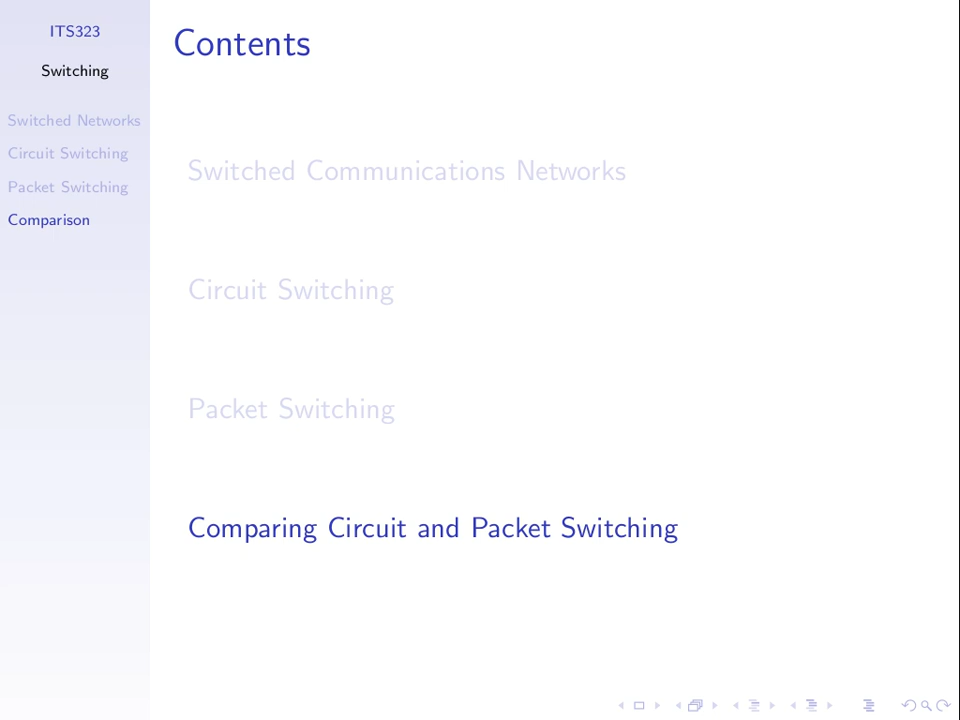 ITS323
Switching
Switched Networks
Circuit Switching
Packet Switching
Comparison
Contents
Switched Communications Networks
Circuit Switching
Packet Switching
Comparing Circuit and Packet Switching